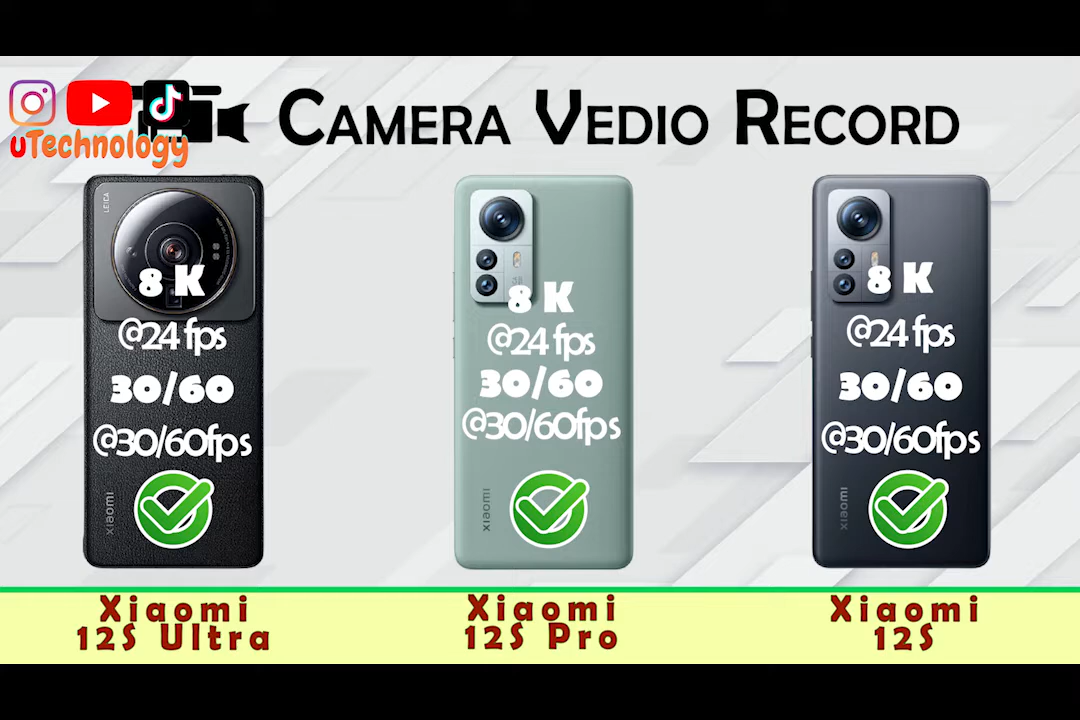 CAMERA VEDIO RECORD
uTechnology
LEICA
8 K
@24 fps
30/60
@30/60fps
xiaomi
Xiaomi
12S Ultra
8 K
@24 fps
30/60
@30/60fps
xiaomi
Xiaomi
12S Pro
8 K
@24 fps
30/60
@30/60fps
xiaomi
Xiaomi
12S